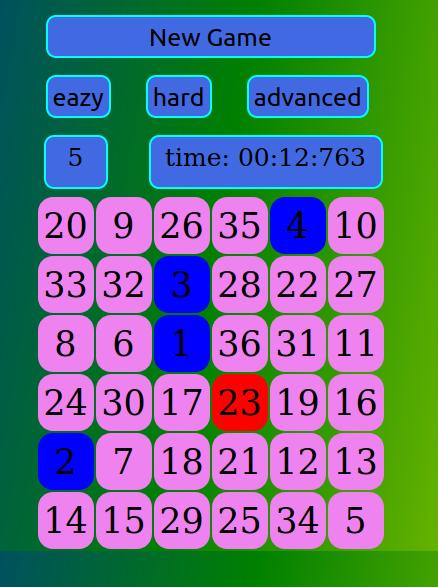 New Game
eazy hard advanced
5 time: 00:12:763
20 9 26 35 4 10
33 32 3 28 22 27
8 6 1 36 31 11
24 30 17 23 19 16
2 7 18 21 12 13
14 15 29 25 34 5